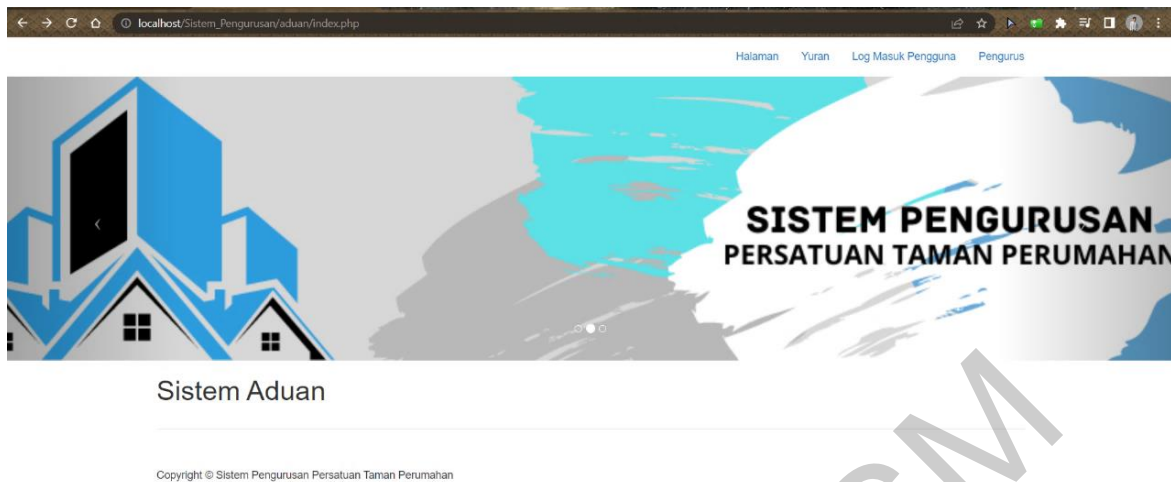 localhost/Sistem_Pengurusan/aduan/index.php
Halaman Yuran Log Masuk Pengguna Pengurus
SISTEM PENGURUSAN
PERSATUAN TAMAN PERUMAHAN
Sistem Aduan
Copyright © Sistem Pengurusan Persatuan Taman Perumahan